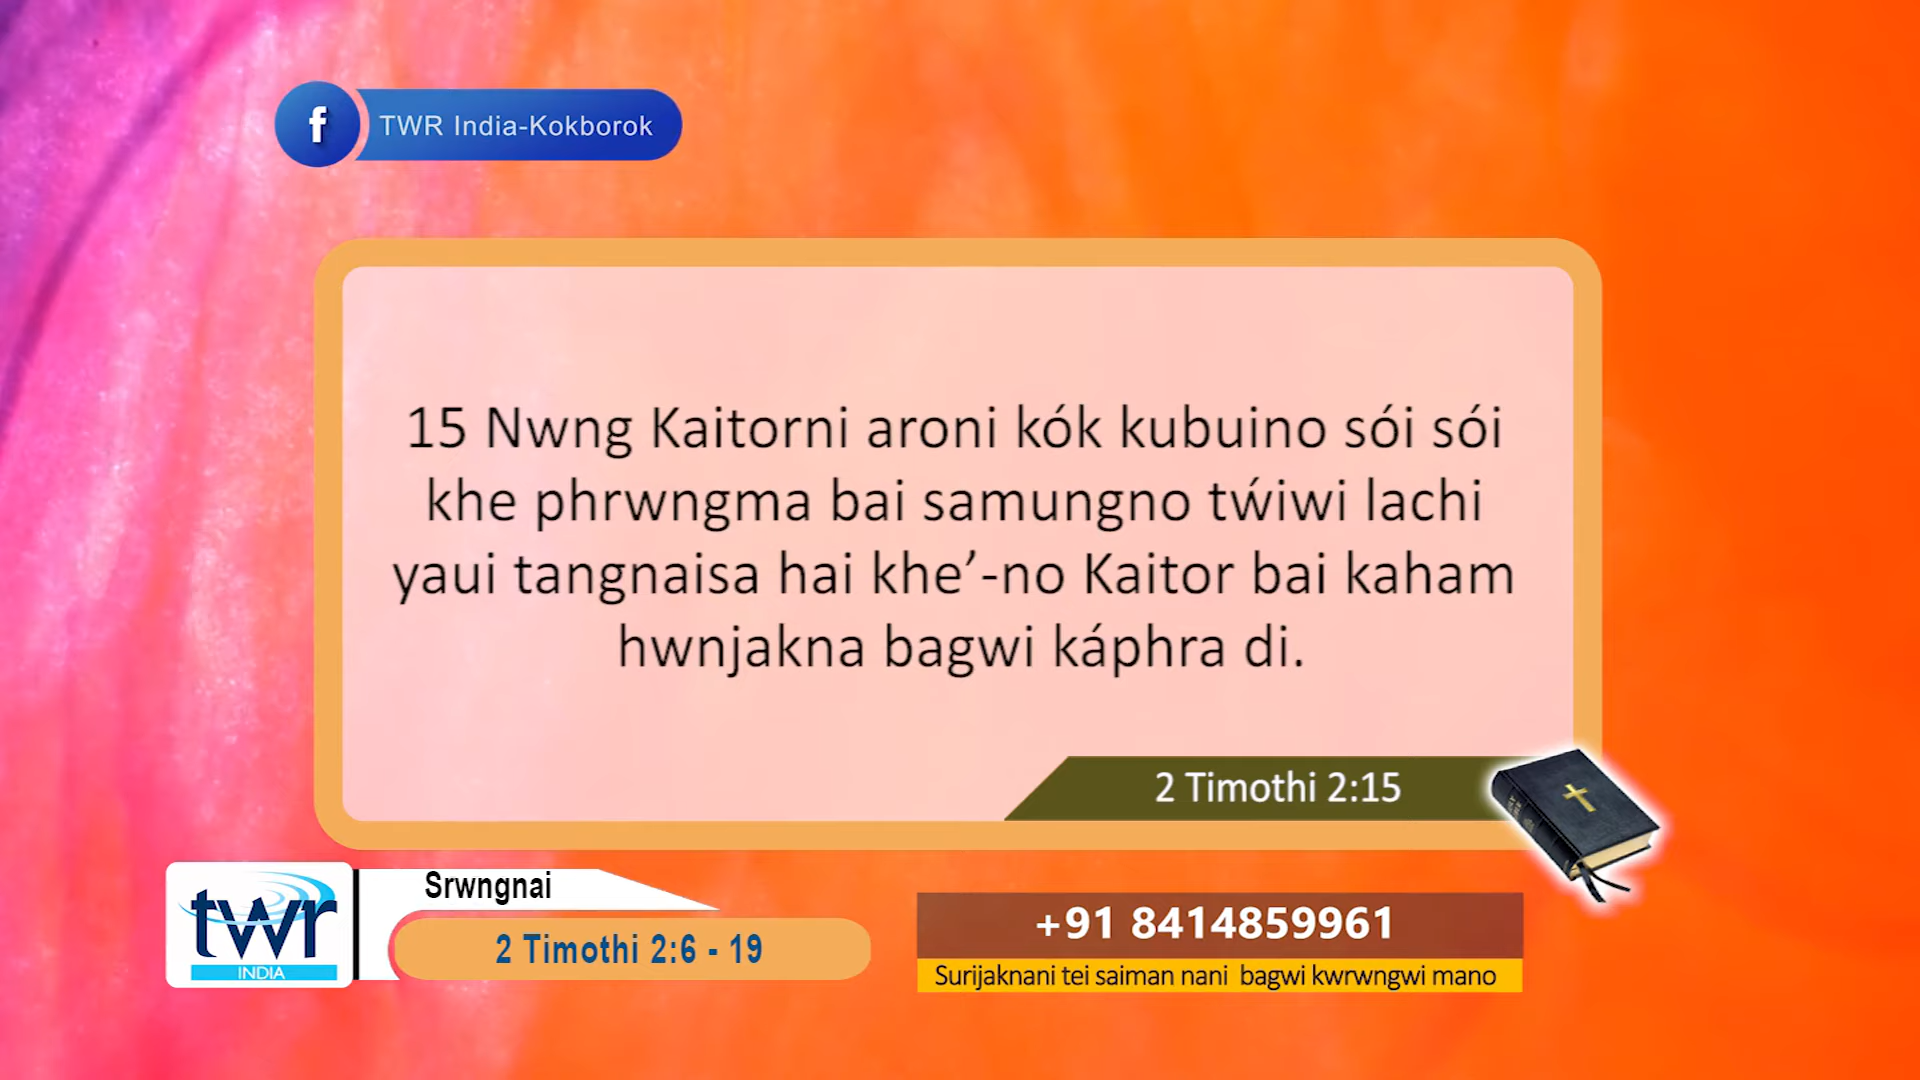 f
TWR India-Kokborok
15 Nwng Kaitorni aroni kók kubuino sói sói
khe phrwngma bai samungno tẃiwi lachi
yaui tangnaisa hai khe’-no Kaitor bai kaham
hwnjakna bagwi káphra di.
2 Timothi 2:15
twr
INDIA
Srwngnai
2 Timothi 2:6 - 19
+91 8414859961
Surijaknani tei saiman nani bagwi kwrwngwi mano